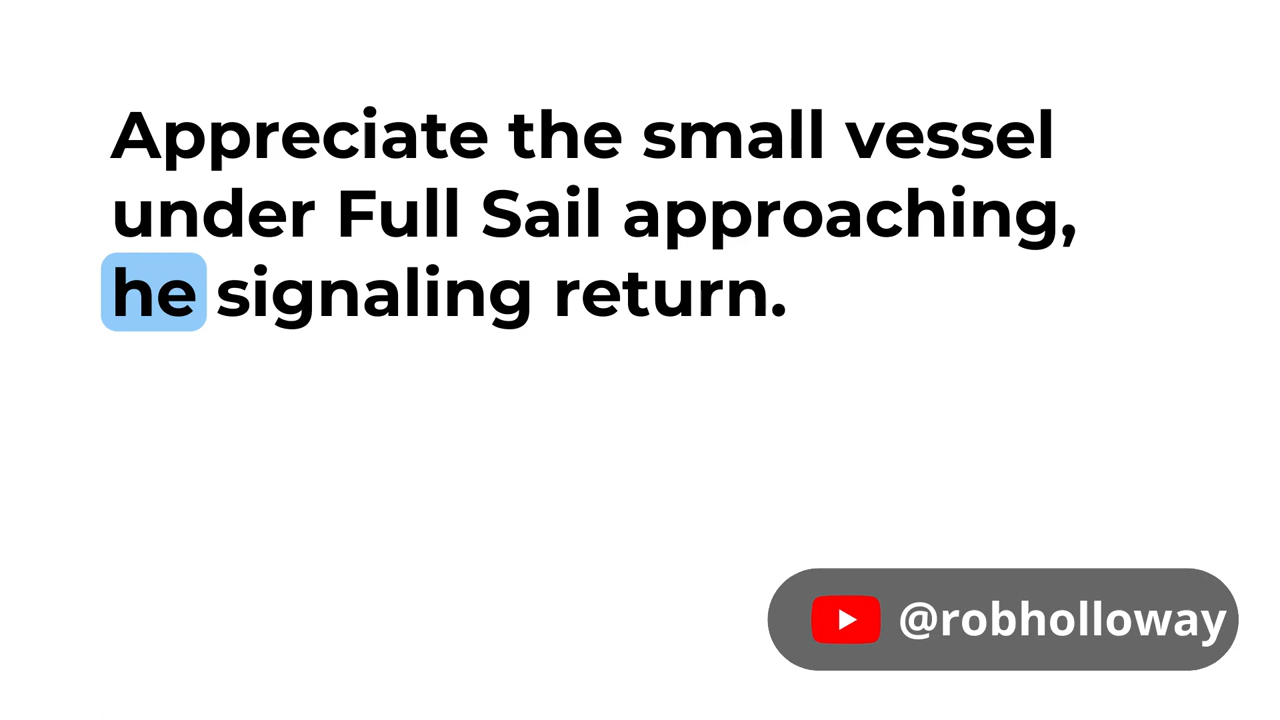 Appreciate the small vessel
under Full Sail approaching,
he signaling return.
@robholloway